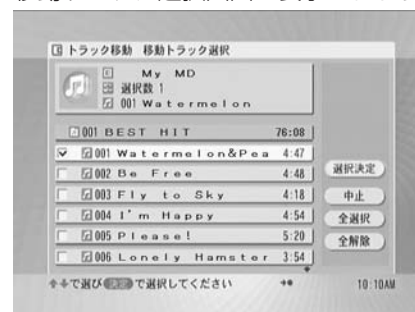 トラック移動 移動トラック選択
My MD
選択数 1
001 Watermelon
001 BEST HIT 76:08
001 Watermelon&Pea 4:47
002 Be Free 4:48
003 Fly to Sky 4:18
004 I'm Happy 4:54
005 Please! 5:20
006 Lonely Hamster 3:54
選択決定
中止
全選択
全解除
で選び 決定 で選択してください
10:10AM